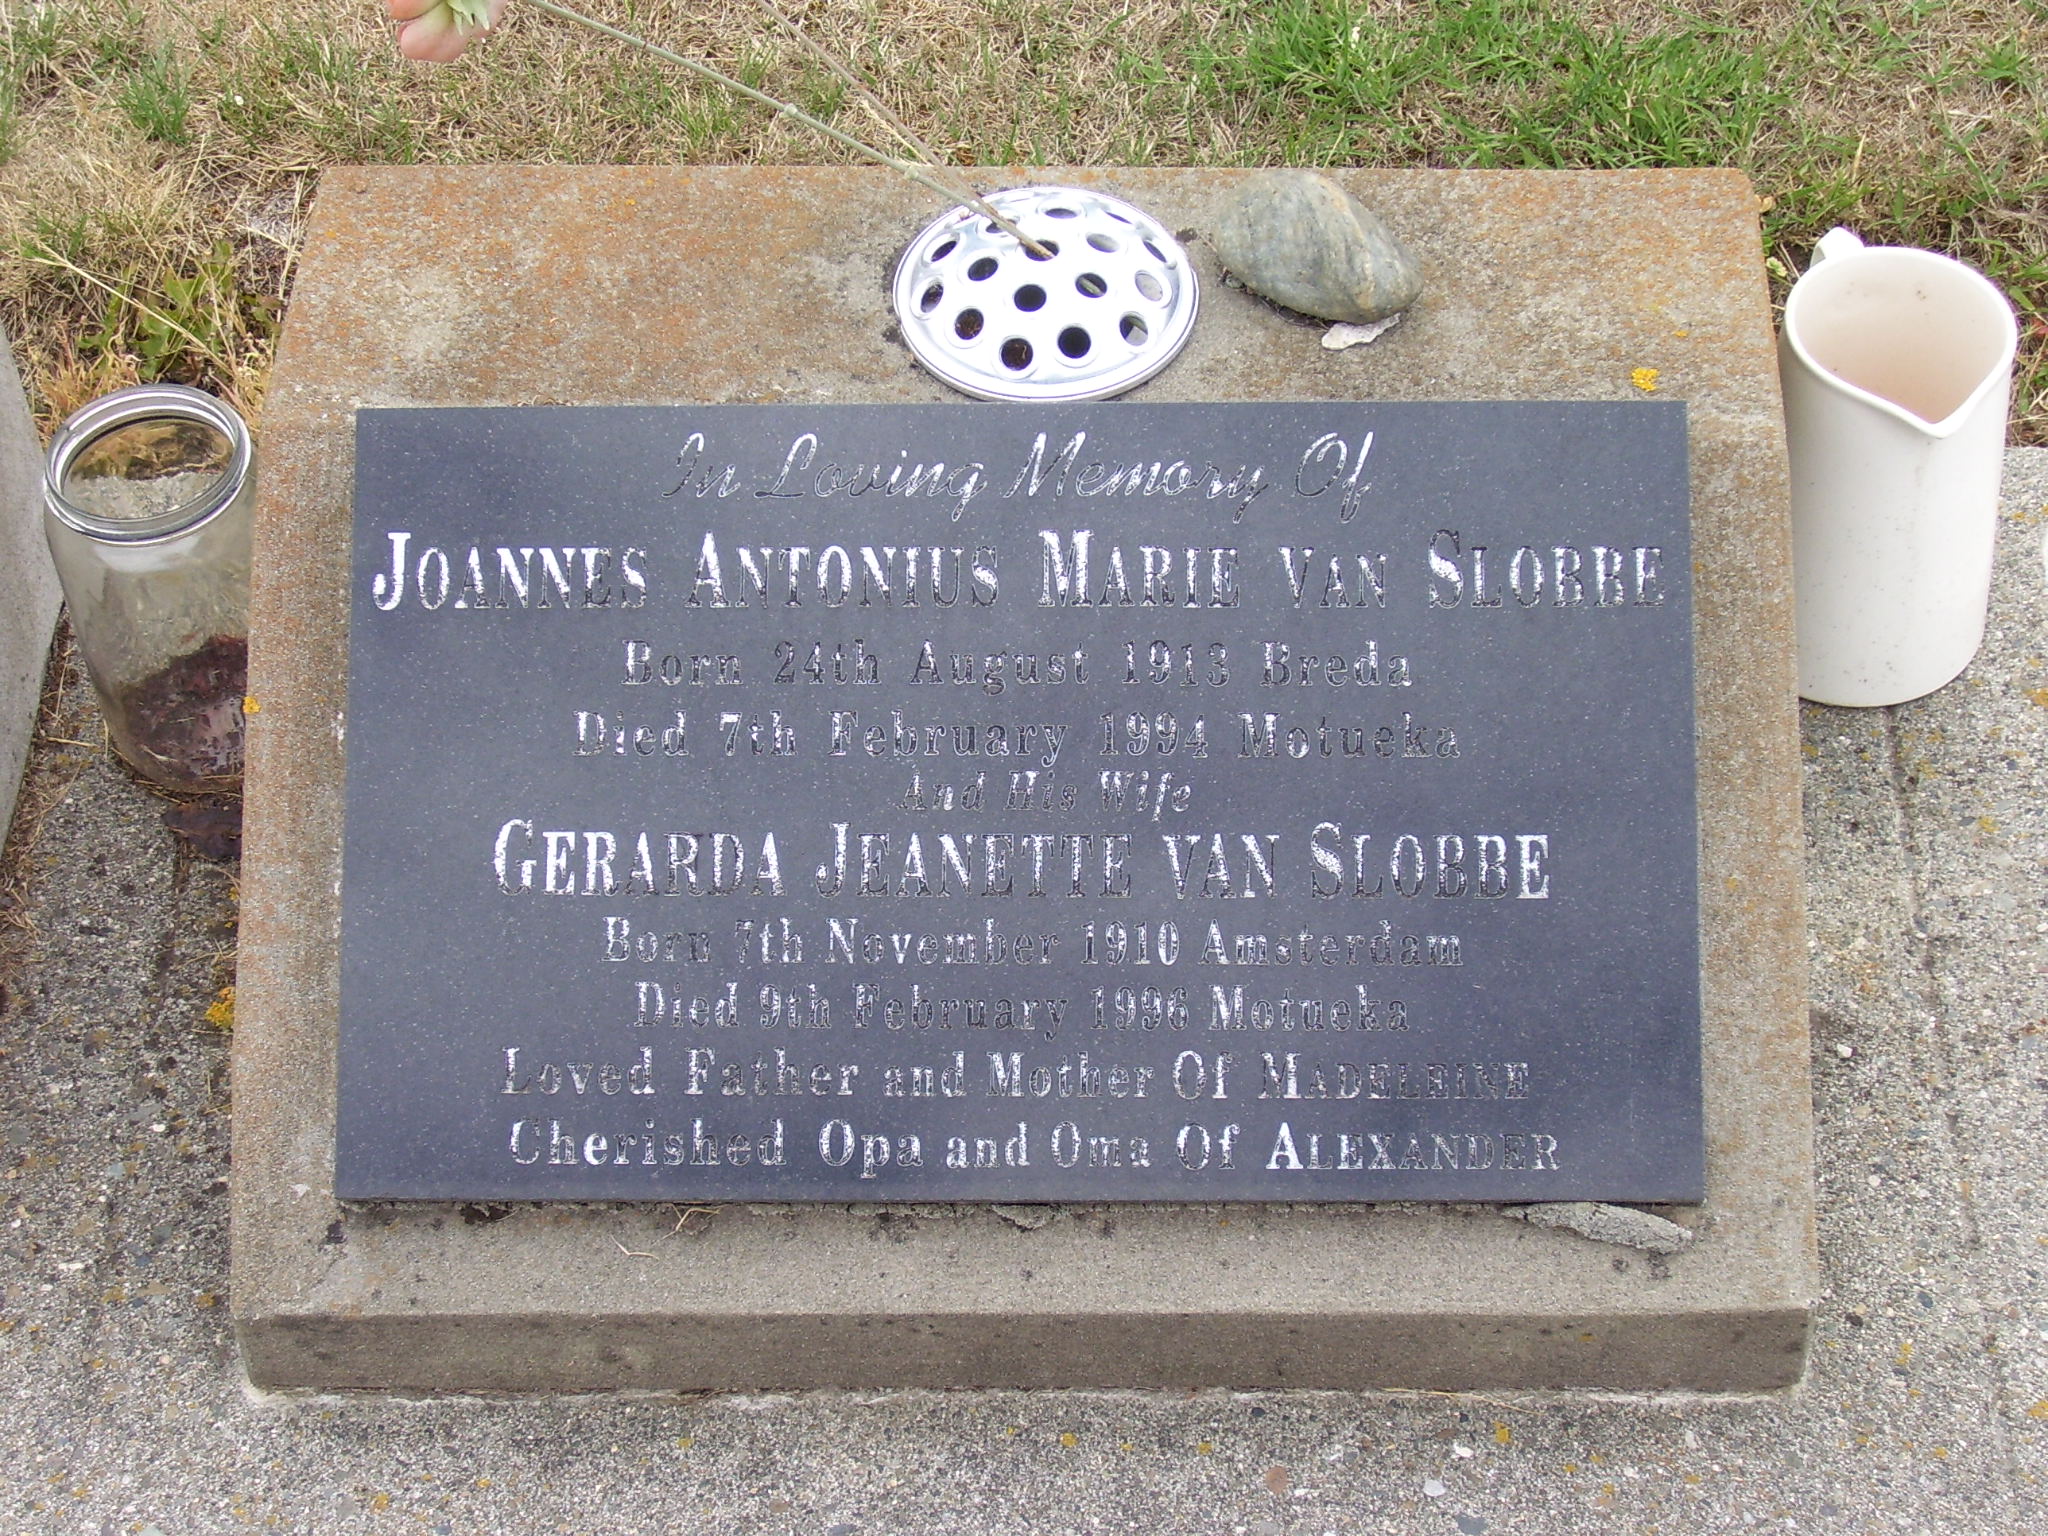 In Loving Memory Of
JOANNES ANTONIUS MARIE VAN SLOBBE
Born 24th August 1913 Breda
Died 7th February 1994 Motueka
And His Wife
GERARDA JEANETTE VAN SLOBBE
Born 7th November 1910 Amsterdam
Died 9th February 1996 Motueka
Loved Father and Mother Of MADELEINE
Cherished Opa and Oma Of ALEXANDER